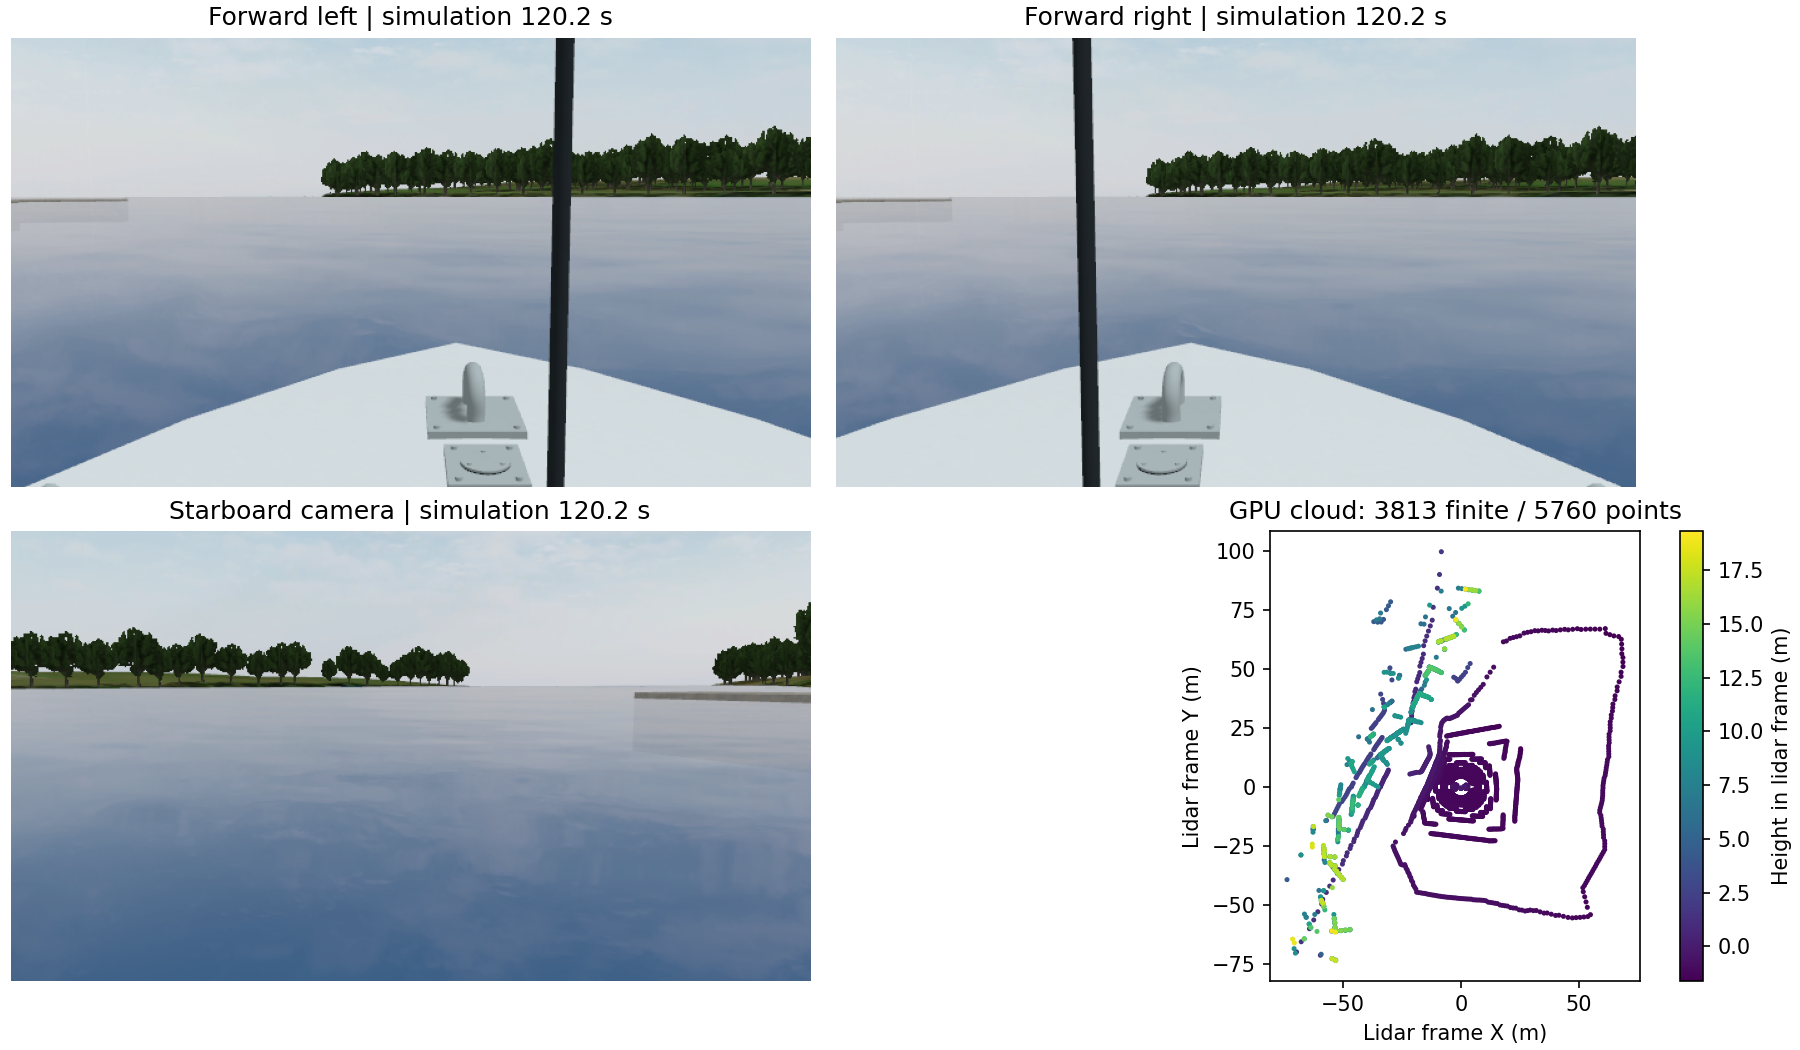 Forward left | simulation 120.2 s
Forward right | simulation 120.2 s
Starboard camera | simulation 120.2 s
GPU cloud: 3813 finite / 5760 points
100
75
50
25
0
−25
−50
−75
Lidar frame Y (m)
−50
0
50
Lidar frame X (m)
17.5
15.0
12.5
10.0
7.5
5.0
2.5
0.0
Height in lidar frame (m)